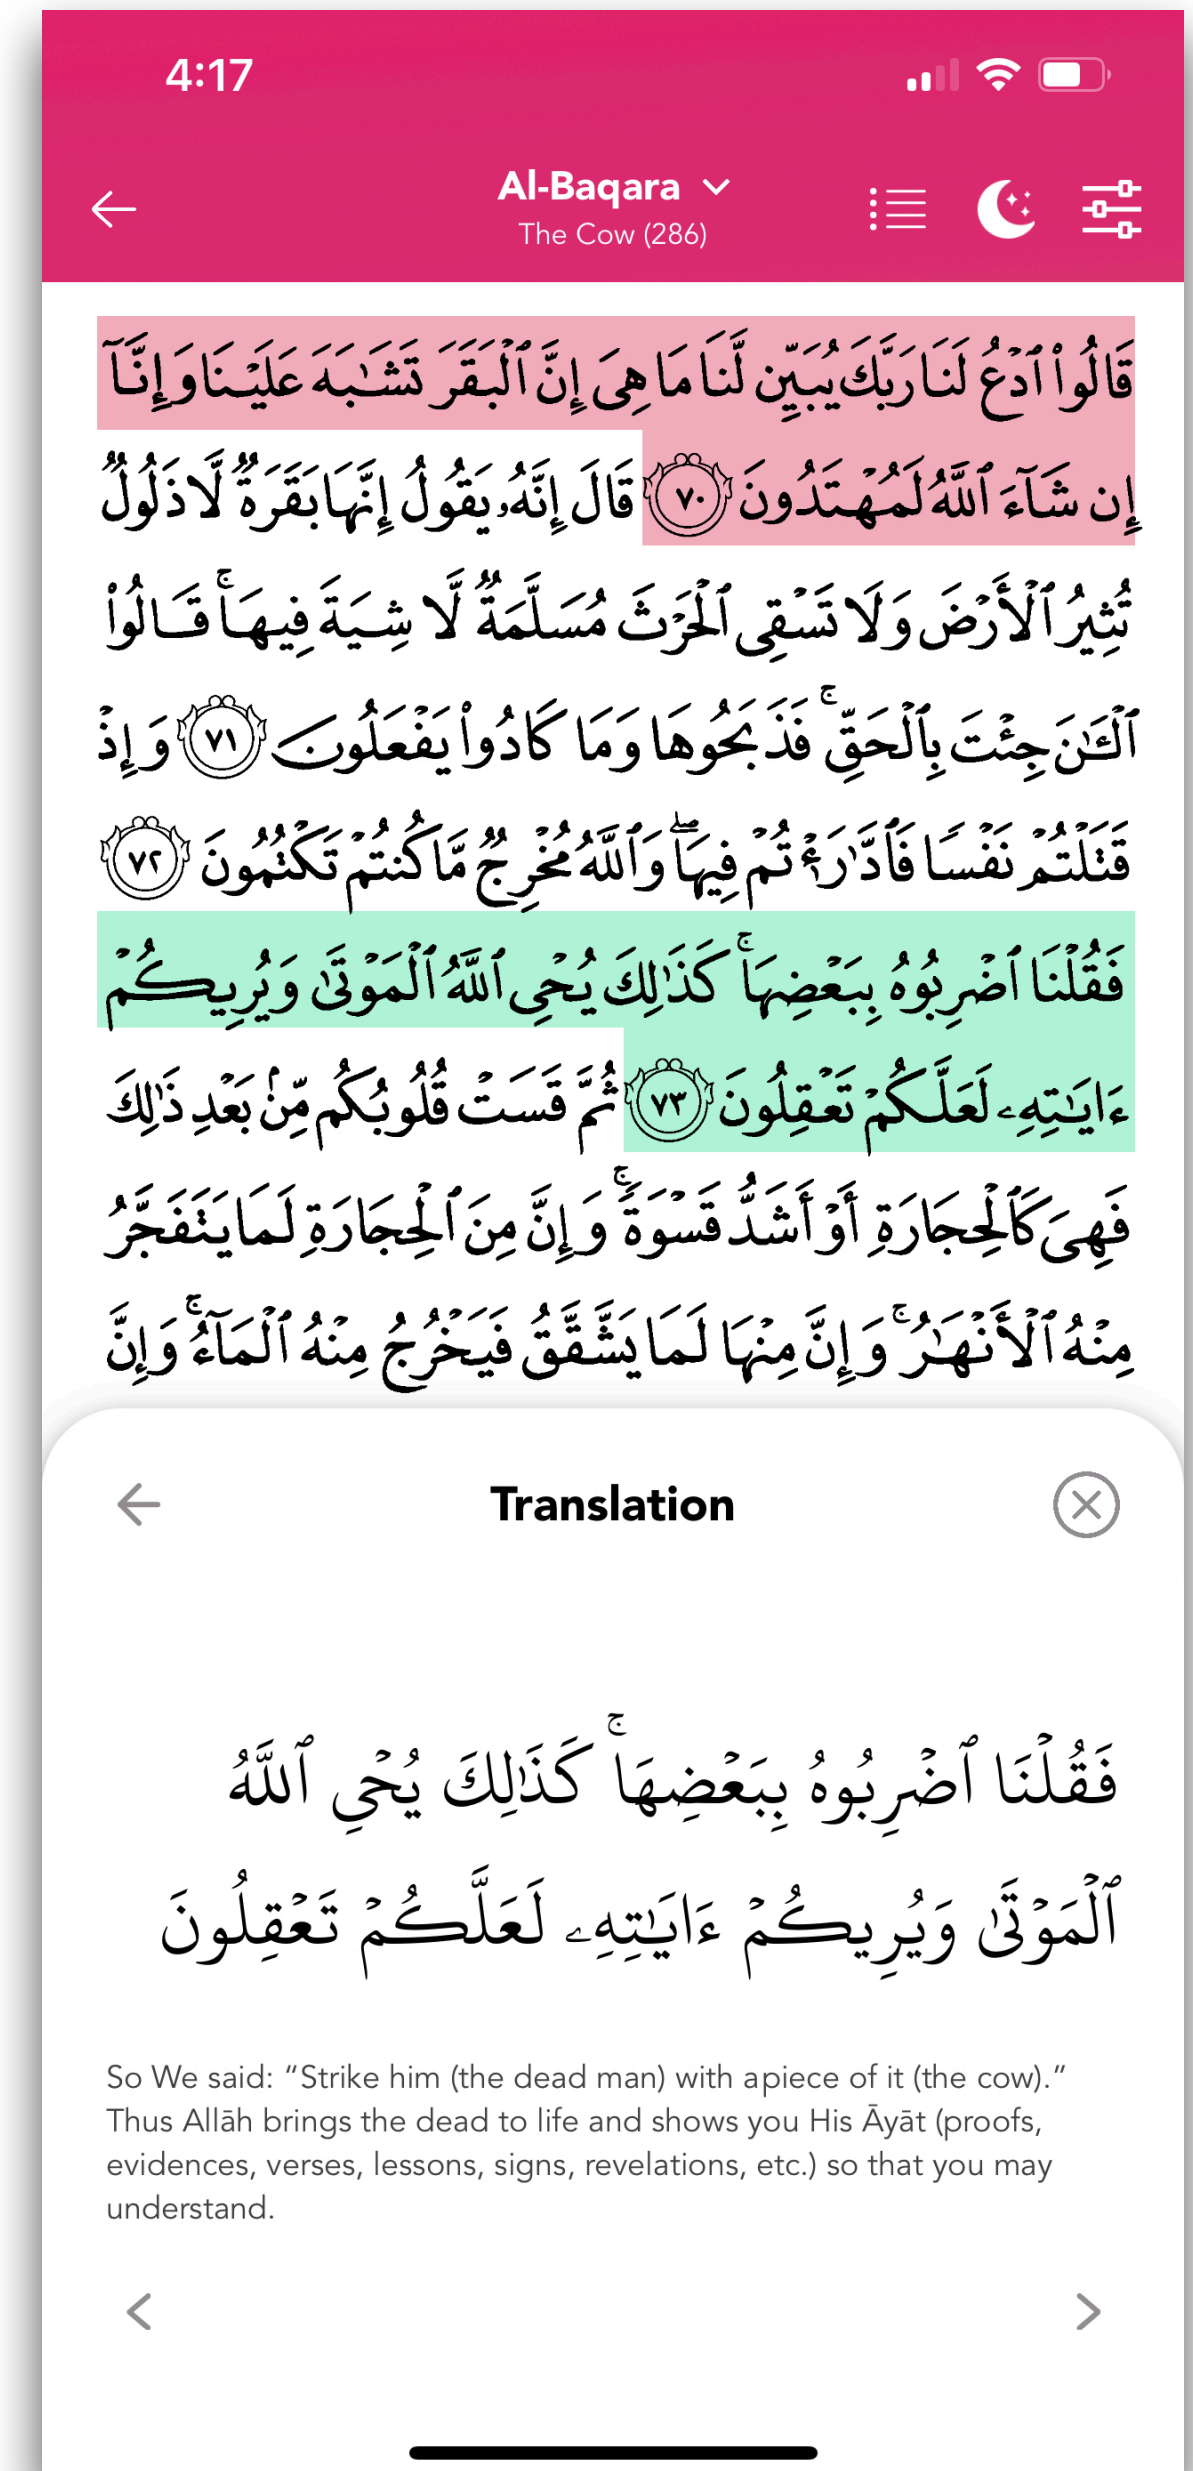 4:17
Al-Baqara
The Cow (286)
قَالُوا۟ ٱدۡعُ لَنَا رَبَّكَ يُبَيِّن لَّنَا مَا هِىَ إِنَّ ٱلۡبَقَرَ تَشَٰبَهَ عَلَيۡنَا وَإِنَّآ
إِن شَآءَ ٱللَّهُ لَمُهۡتَدُونَ ٧٠ قَالَ إِنَّهُۥ يَقُولُ إِنَّهَا بَقَرَةٌ لَّا ذَلُولٌ
تُثِيرُ ٱلۡأَرۡضَ وَلَا تَسۡقِى ٱلۡحَرۡثَ مُسَلَّمَةٌ لَّا شِيَةَ فِيهَاۚ قَالُوا۟
ٱلۡـَٰٔنَ جِئۡتَ بِٱلۡحَقِّۚ فَذَبَحُوهَا وَمَا كَادُوا۟ يَفۡعَلُونَ ٧١ وَإِذۡ
قَتَلۡتُمۡ نَفۡسًا فَٱدَّٰرَٰٔتُمۡ فِيهَاۖ وَٱللَّهُ مُخۡرِجٌ مَّا كُنتُمۡ تَكۡتُمُونَ ٧٢
فَقُلۡنَا ٱضۡرِبُوهُ بِبَعۡضِهَاۚ كَذَٰلِكَ يُحۡىِ ٱللَّهُ ٱلۡمَوۡتَىٰ وَيُرِيكُمۡ
ءَايَٰتِهِۦ لَعَلَّكُمۡ تَعۡقِلُونَ ٧٣ ثُمَّ قَسَتۡ قُلُوبُكُم مِّنۢ بَعۡدِ ذَٰلِكَ
فَهِىَ كَٱلۡحِجَارَةِ أَوۡ أَشَدُّ قَسۡوَةًۚ وَإِنَّ مِنَ ٱلۡحِجَارَةِ لَمَا يَتَفَجَّرُ
مِنۡهُ ٱلۡأَنۡهَٰرُۚ وَإِنَّ مِنۡهَا لَمَا يَشَّقَّقُ فَيَخۡرُجُ مِنۡهُ ٱلۡمَآءُۚ وَإِنَّ
Translation
فَقُلۡنَا ٱضۡرِبُوهُ بِبَعۡضِهَاۚ كَذَٰلِكَ يُحۡىِ ٱللَّهُ
ٱلۡمَوۡتَىٰ وَيُرِيكُمۡ ءَايَٰتِهِۦ لَعَلَّكُمۡ تَعۡقِلُونَ
So We said: “Strike him (the dead man) with apiece of it (the cow).”
Thus Allāh brings the dead to life and shows you His Āyāt (proofs,
evidences, verses, lessons, signs, revelations, etc.) so that you may
understand.